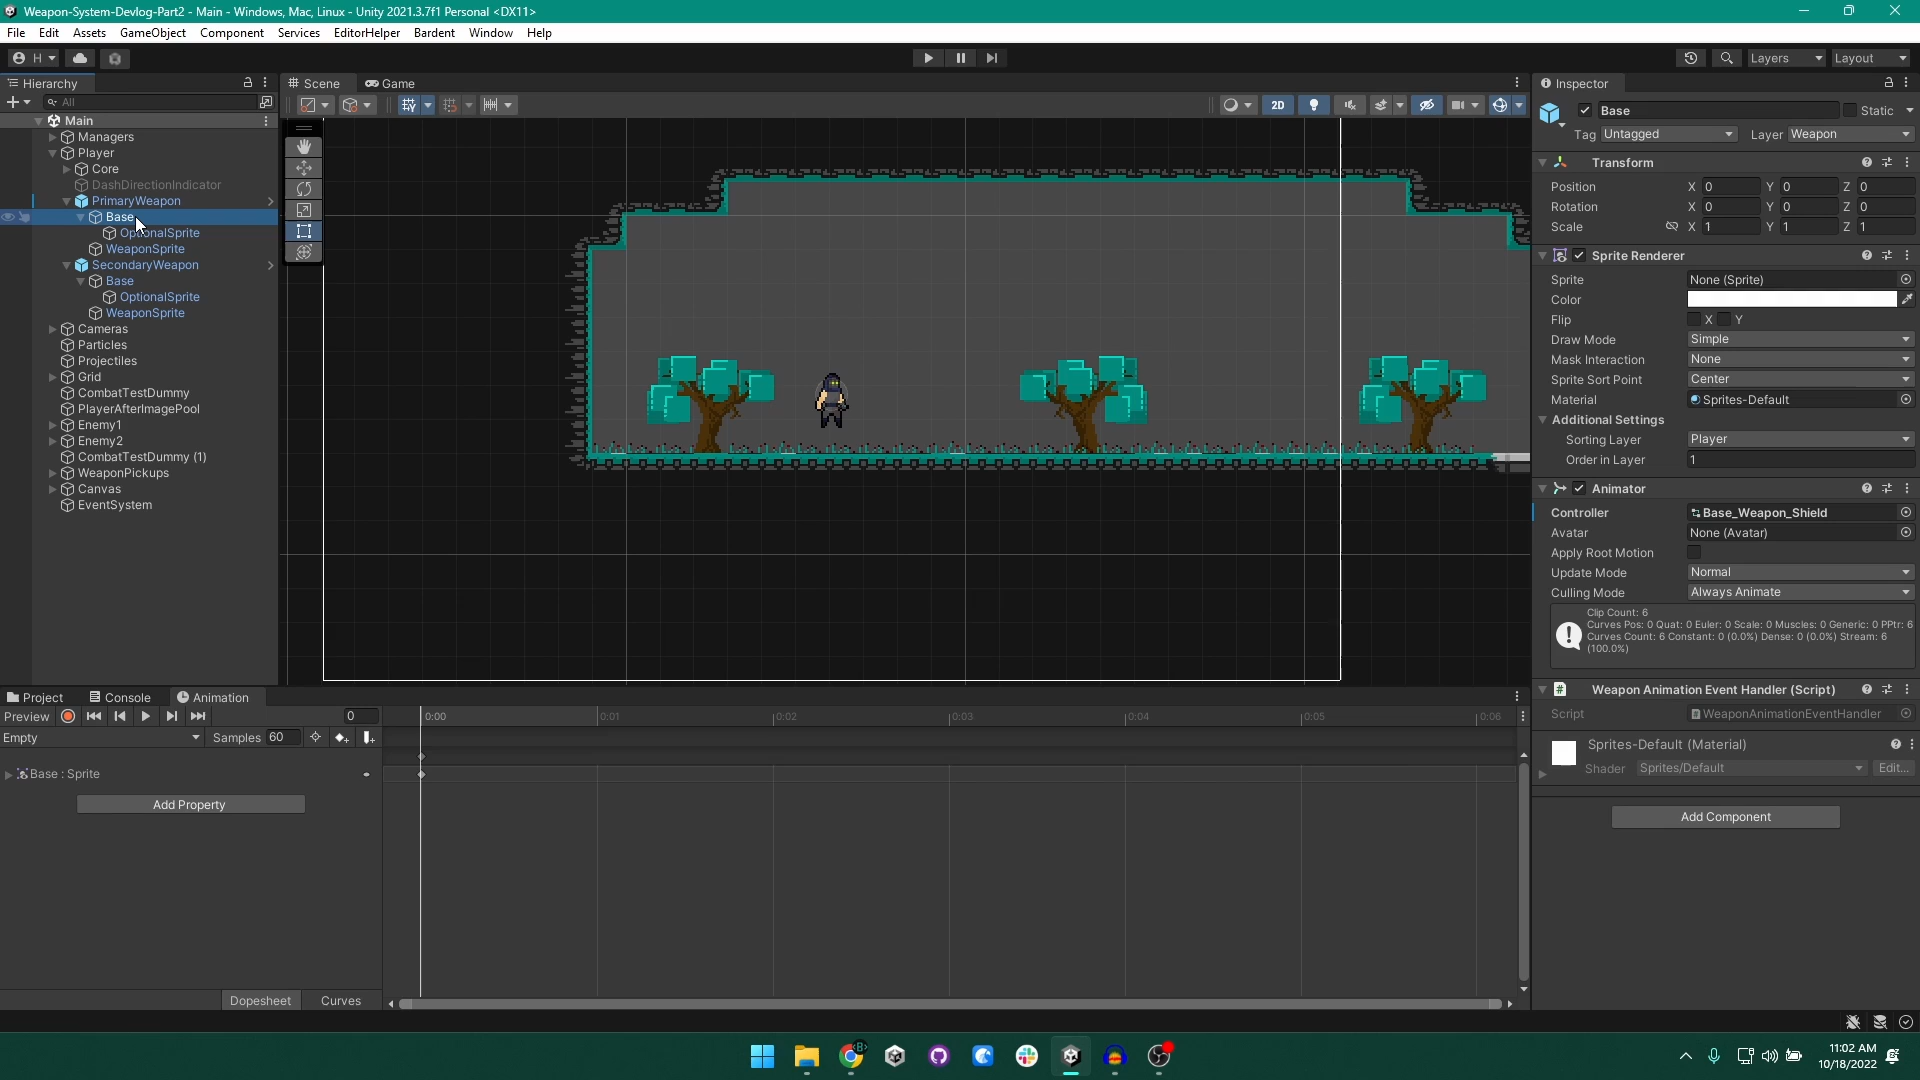 Weapon-System-Devlog-Part2 - Main - Windows, Mac, Linux - Unity 2021.3.7f1 Personal <DX11>
File Edit Assets GameObject Component Services EditorHelper Bardent Window Help
H Layers Layout
Hierarchy
All
Main
Managers
Player
Core
DashDirectionIndicator
PrimaryWeapon
Base
OptionalSprite
WeaponSprite
SecondaryWeapon
Base
OptionalSprite
WeaponSprite
Cameras
Particles
Projectiles
Grid
CombatTestDummy
PlayerAfterImagePool
Enemy1
Enemy2
CombatTestDummy (1)
WeaponPickups
Canvas
EventSystem
Scene Game
2D
Inspector
Base Static
Tag Untagged Layer Weapon
Transform
Position X 0 Y 0 Z 0
Rotation X 0 Y 0 Z 0
Scale X 1 Y 1 Z 1
Sprite Renderer
Sprite None (Sprite)
Color
Flip X Y
Draw Mode Simple
Mask Interaction None
Sprite Sort Point Center
Material Sprites-Default
Additional Settings
Sorting Layer Player
Order in Layer 1
Animator
Controller Base_Weapon_Shield
Avatar None (Avatar)
Apply Root Motion
Update Mode Normal
Culling Mode Always Animate
Clip Count: 6
Curves Pos: 0 Quat: 0 Euler: 0 Scale: 0 Muscles: 0 Generic: 0 PPtr: 6
Curves Count: 6 Constant: 0 (0.0%) Dense: 0 (0.0%) Stream: 6
(100.0%)
Weapon Animation Event Handler (Script)
Script WeaponAnimationEventHandler
Sprites-Default (Material)
Shader Sprites/Default Edit...
Add Component
Project Console Animation
Preview 0 0:00 0:01 0:02 0:03 0:04 0:05 0:06
Empty Samples 60
Base : Sprite
Add Property
Dopesheet Curves
11:02 AM
10/18/2022